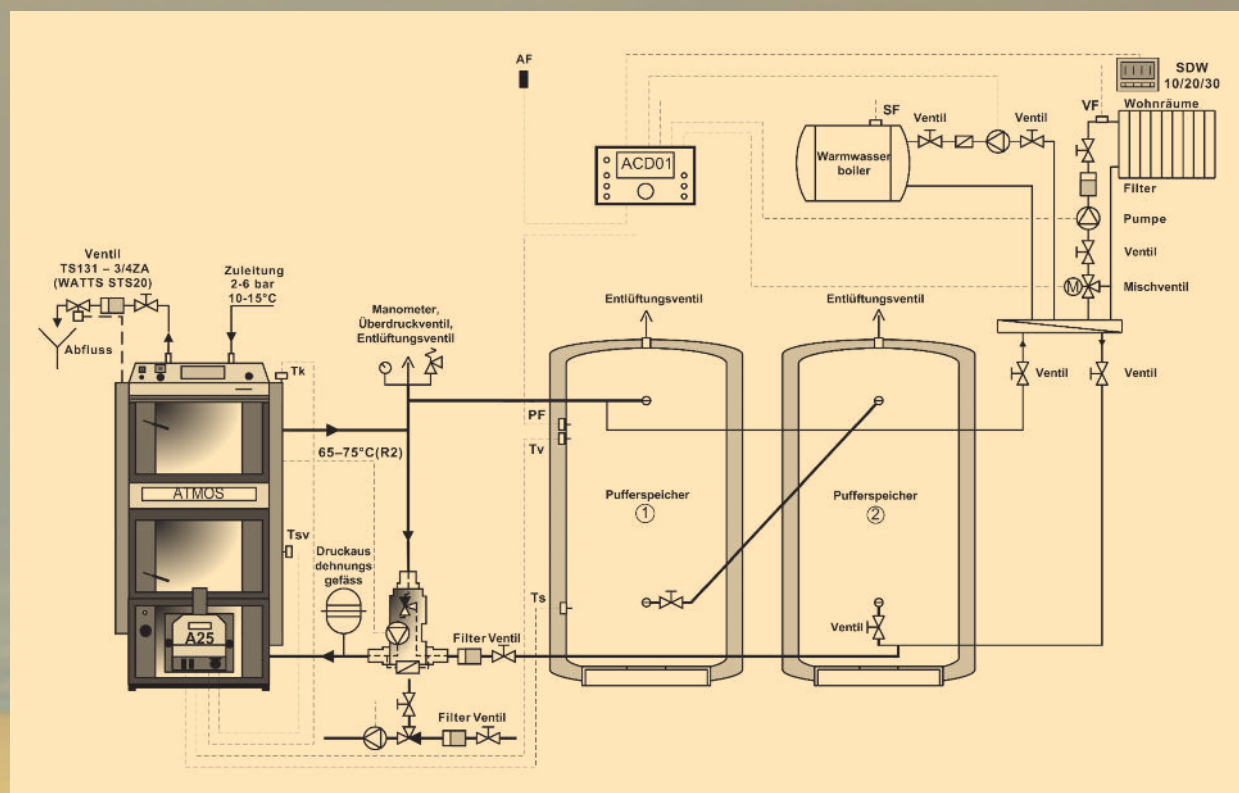 AF
SDW
10/20/30
VF
Wohnräume
SF
Ventil
Ventil
ACD01
Warmwasser
boiler
Filter
Pumpe
Ventil
M
Mischventil
Ventil
TS131 – 3/4ZA
(WATTS STS20)
Zuleitung
2-6 bar
10-15°C
Abfluss
Manometer,
Überdruckventil,
Entlüftungsventil
Entlüftungsventil
Entlüftungsventil
Ventil
Ventil
Tk
PF
Tv
65–75°C(R2)
ATMOS
Pufferspeicher
1
Pufferspeicher
2
Tsv
Druckaus
dehnungs
gefäss
Ts
A25
Filter Ventil
Ventil
Filter Ventil